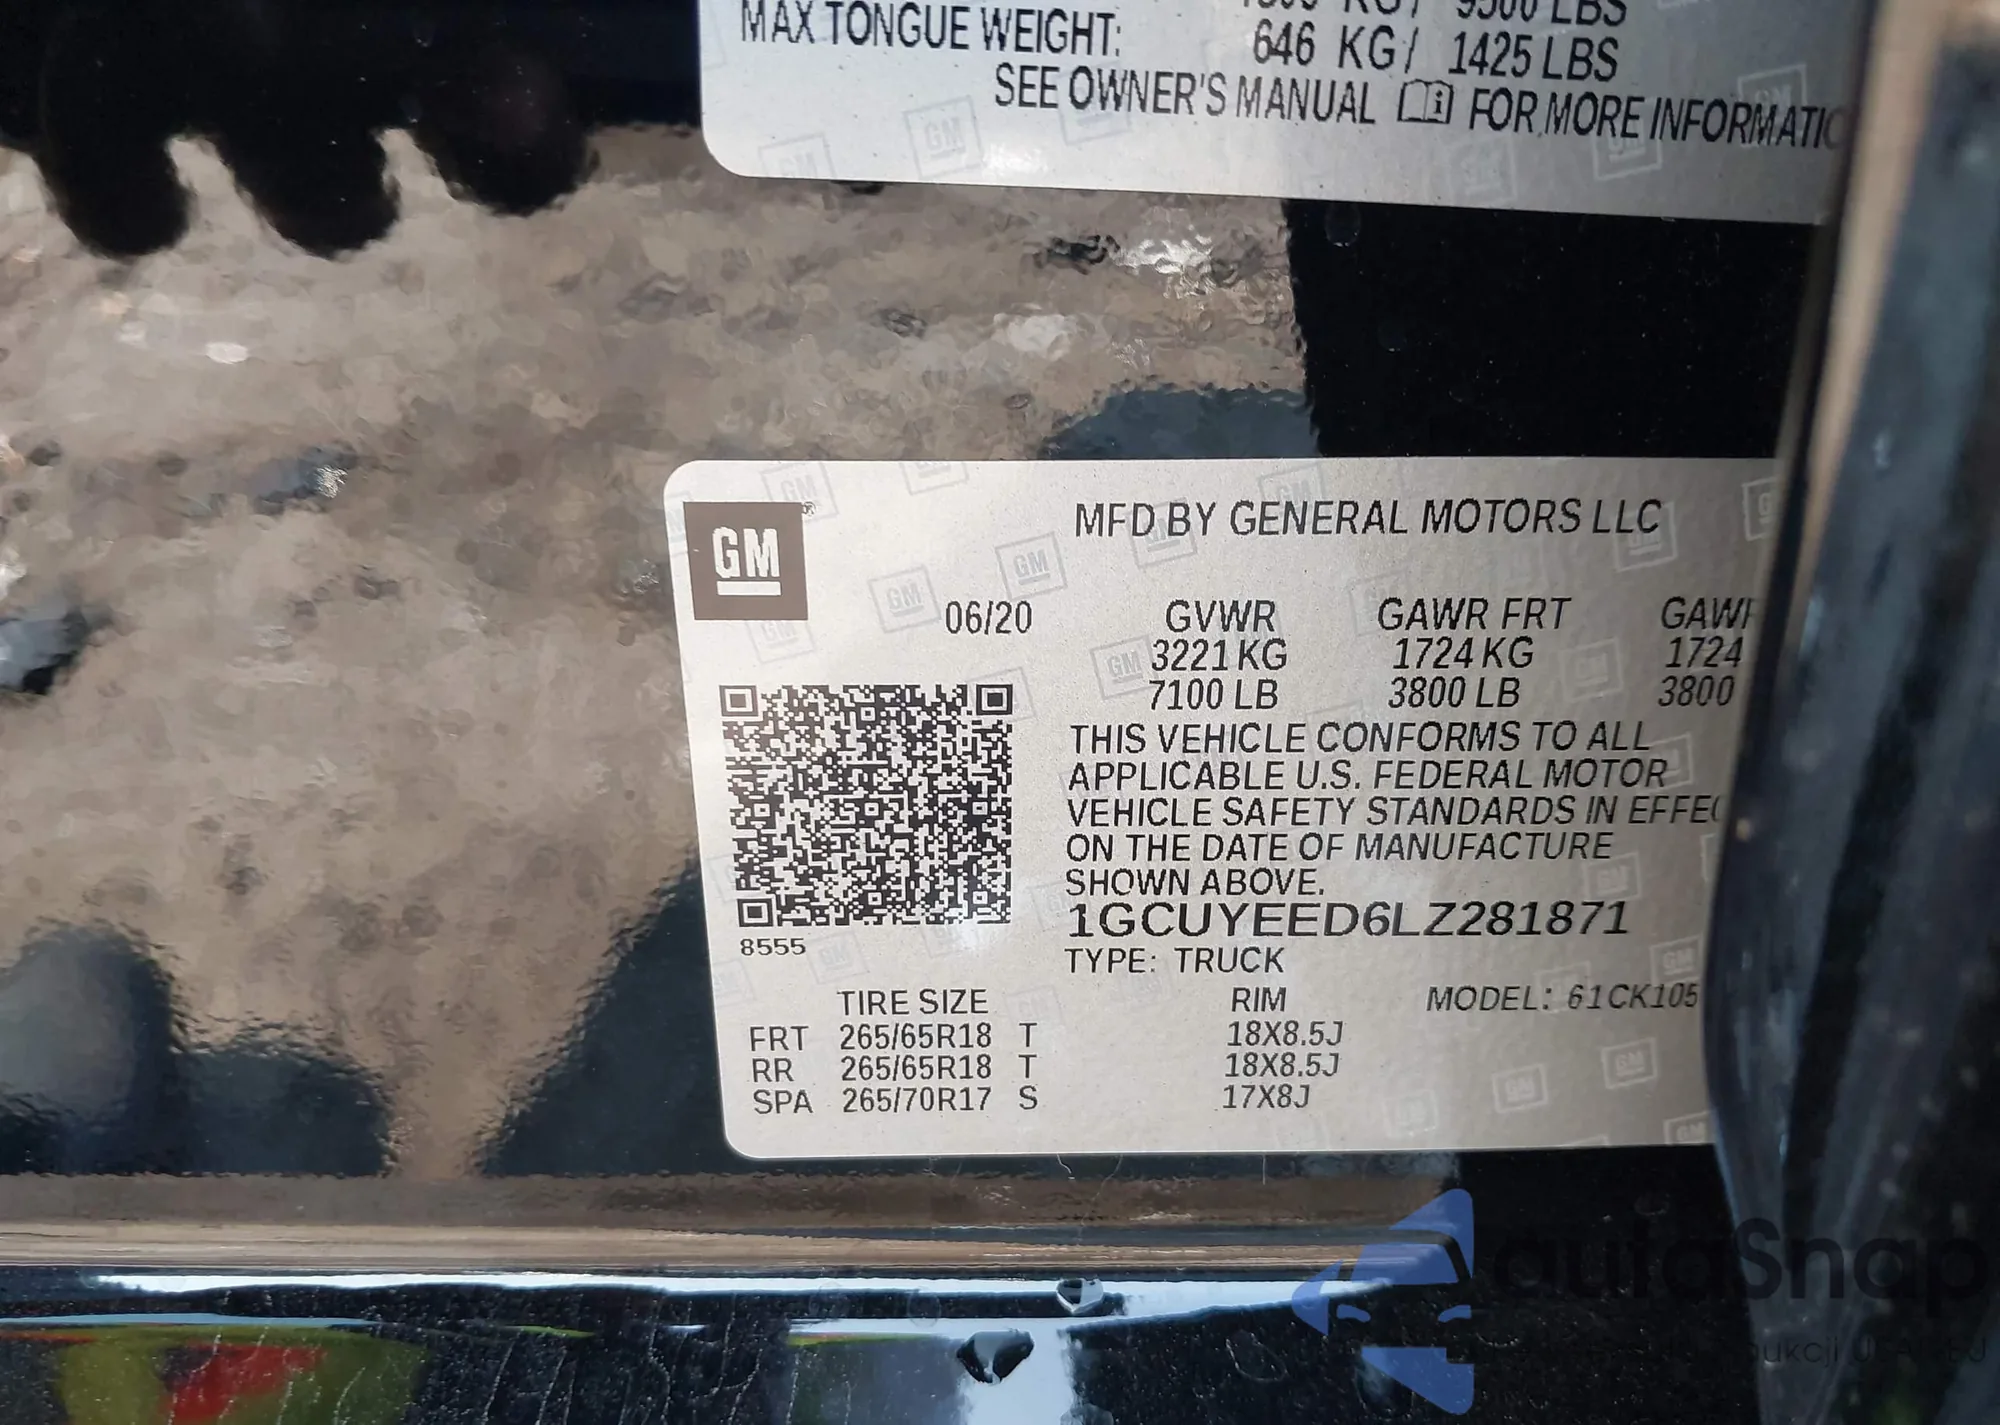 MAX TONGUE WEIGHT: 646 KG / 1425 LBS
SEE OWNER'S MANUAL FOR MORE
GM
MFD BY GENERAL MOTORS LLC
06/20 GVWR GAWR FRT
3221 KG 1724 KG 1724
7100 LB 3800 LB 3800
THIS VEHICLE CONFORMS TO ALL
APPLICABLE U.S. FEDERAL MOTOR
VEHICLE SAFETY STANDARDS IN
ON THE DATE OF MANUFACTURE
SHOWN ABOVE.
1GCUYEED6LZ281871
8555
TYPE: TRUCK
TIRE SIZE RIM MODEL: 61CK105
FRT 265/65R18 T 18X8.5J
RR 265/65R18 T 18X8.5J
SPA 265/70R17 S 17X8J
autaSnap